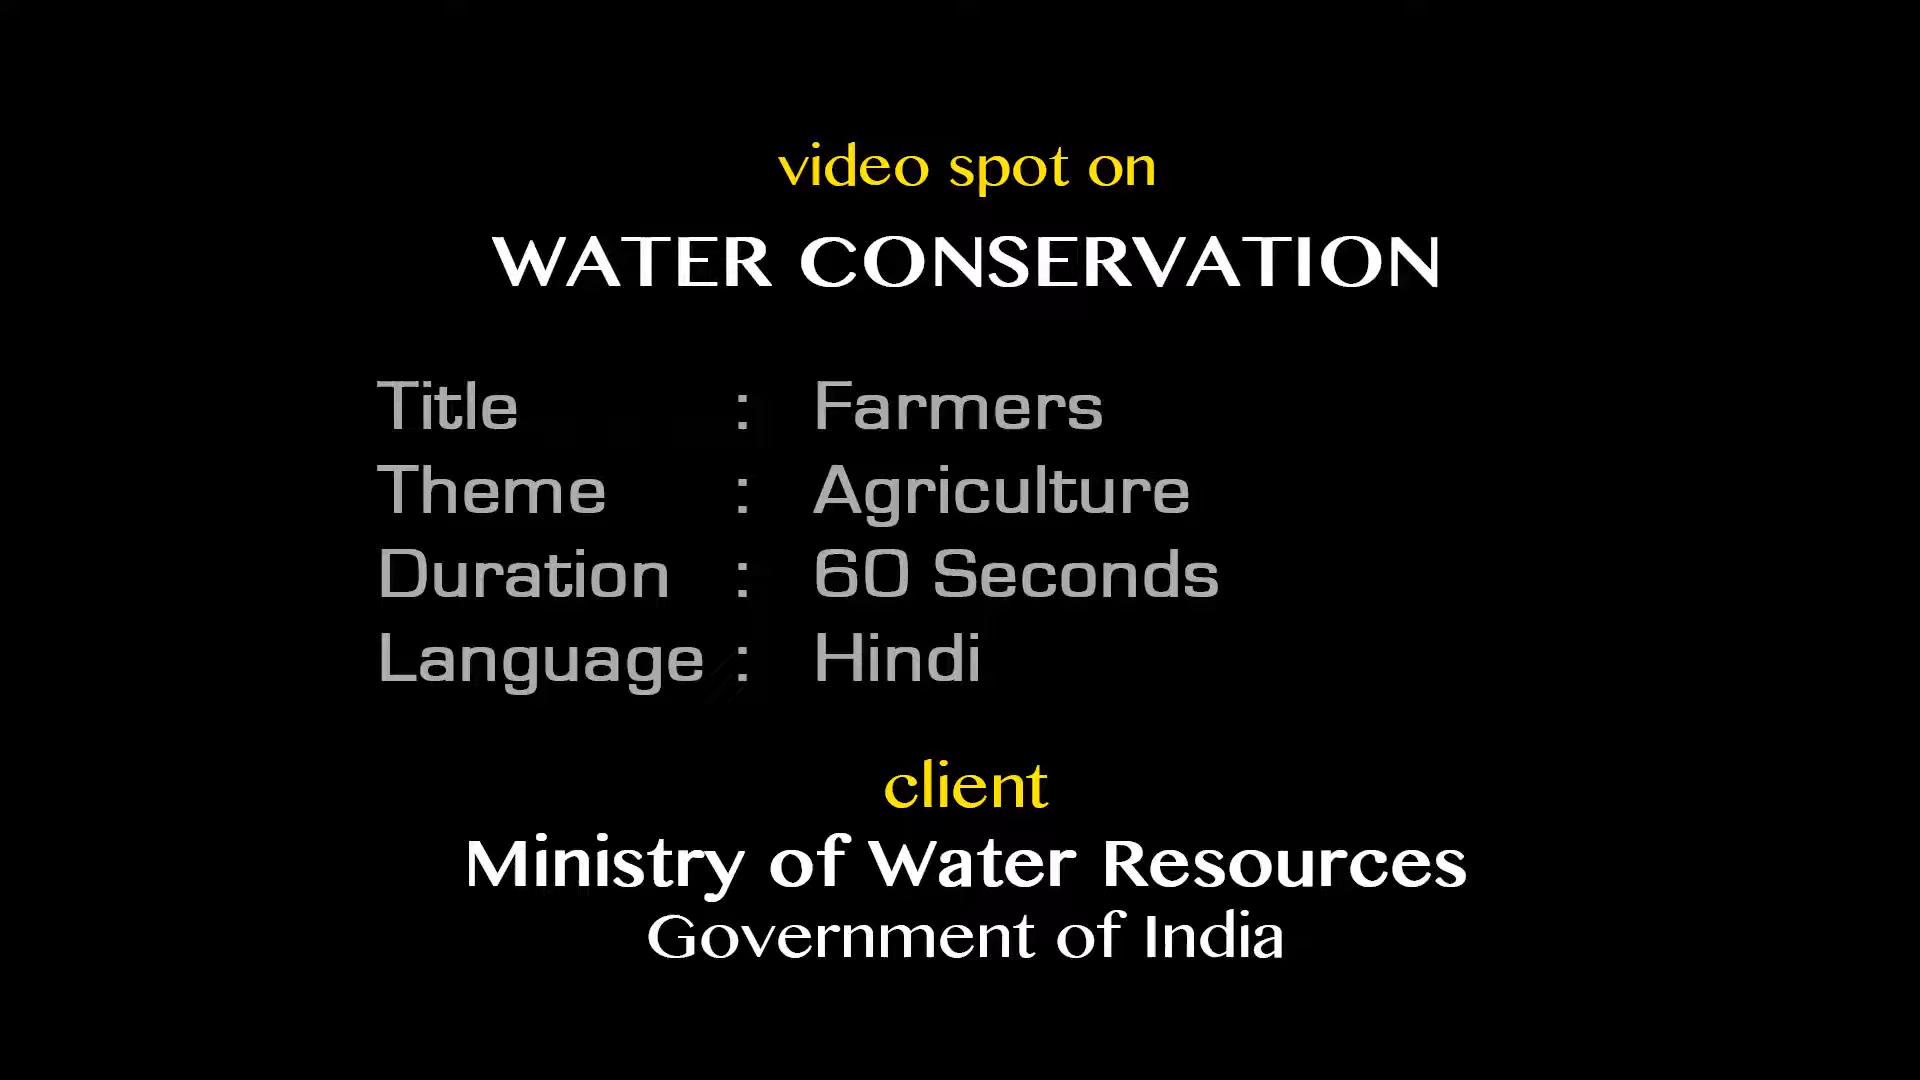 video spot on
WATER CONSERVATION
Title : Farmers
Theme : Agriculture
Duration : 60 Seconds
Language : Hindi
client
Ministry of Water Resources
Government of India